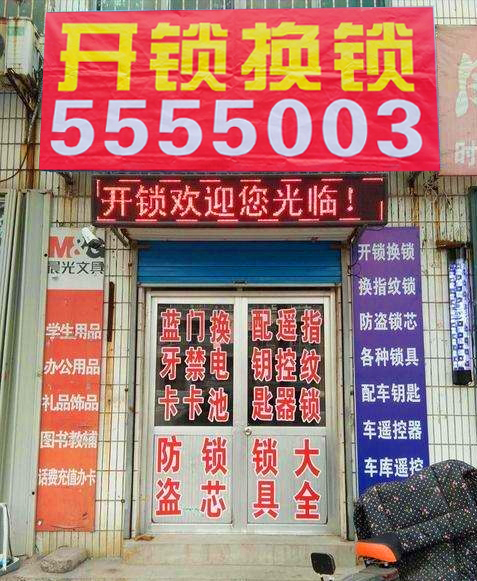 开锁换锁
5555003
开锁欢迎您光临！
M&G
晨光文具
学生用品
办公用品
礼品饰品
图书教辅
话费充值办卡
蓝牙卡
门禁卡
换电池
配钥匙
遥控器
指纹锁
防盗
锁芯
锁具
大全
开锁换锁
换指纹锁
防盗锁芯
各种锁具
配车钥匙
车遥控器
车库遥控
时